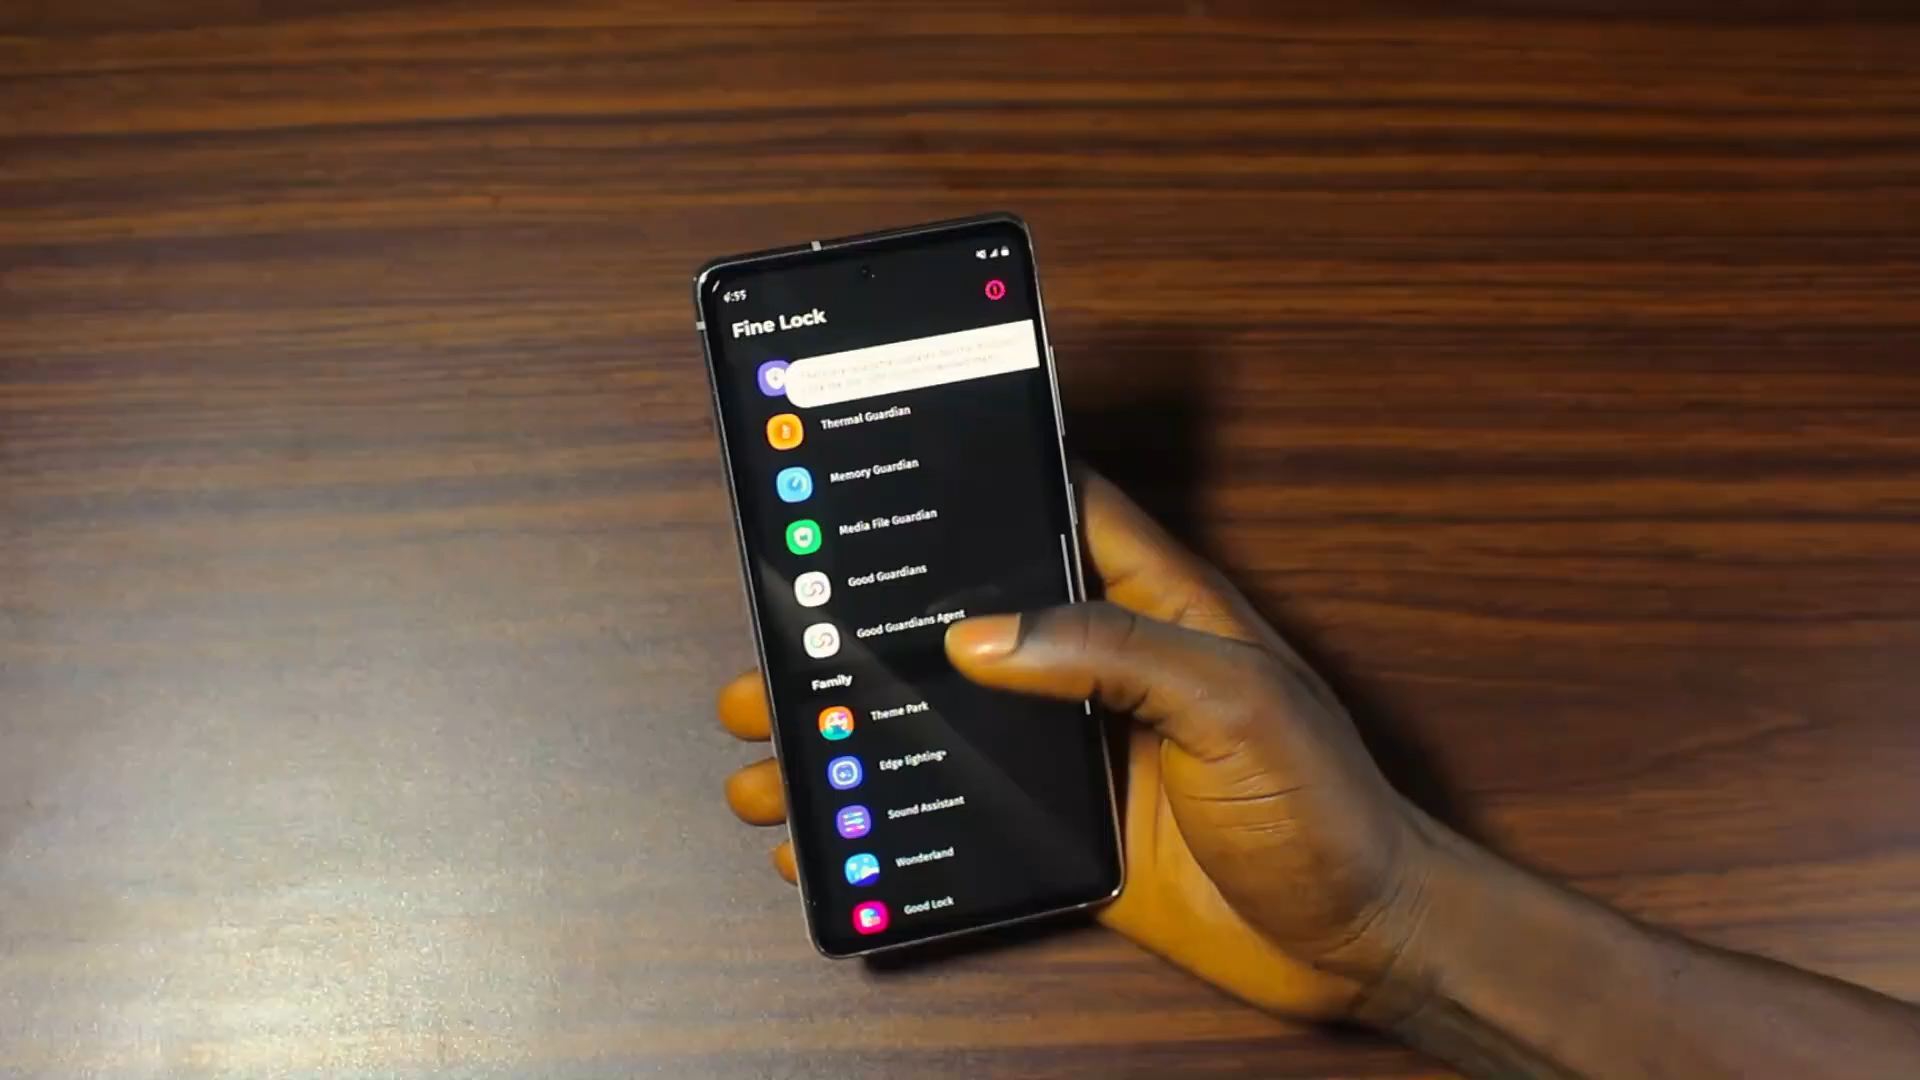 Fine Lock
Thermal Guardian
Memory Guardian
Media File Guardian
Good Guardians
Good Guardians Agent
Family
Theme Park
Edge lighting+
Sound Assistant
Wonderland
Good Lock